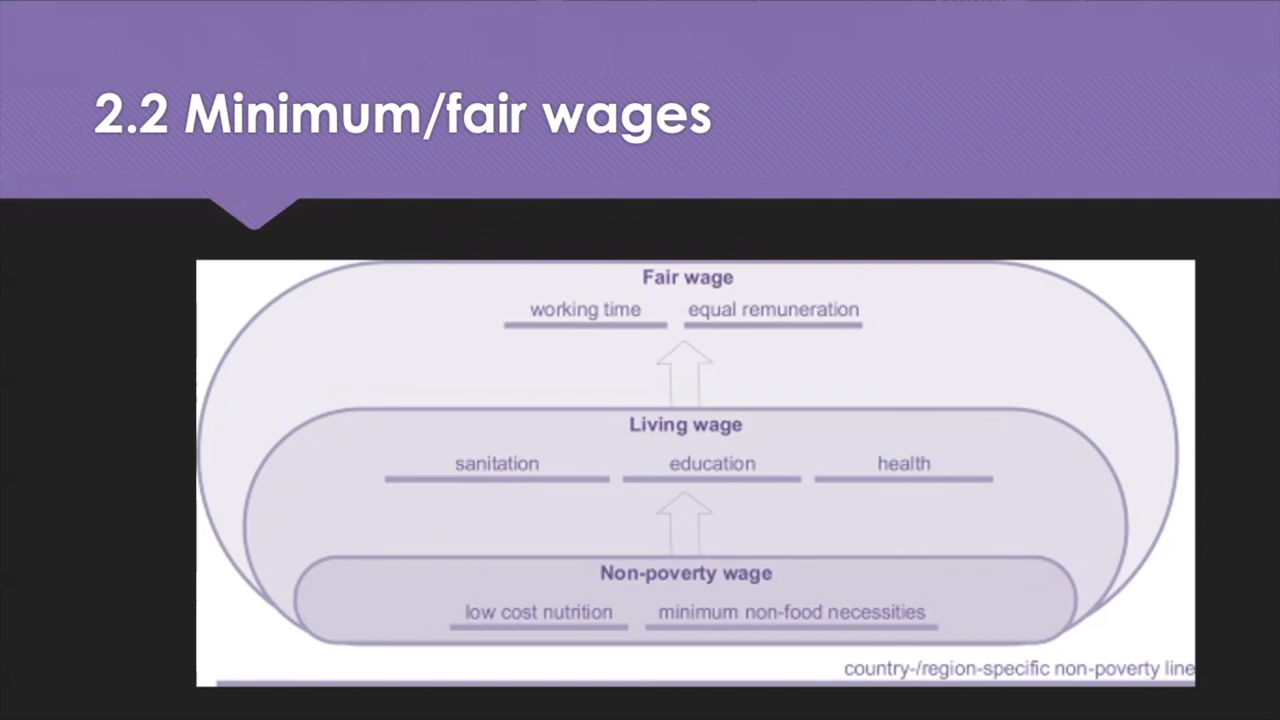 2.2 Minimum/fair wages
Fair wage
working time equal remuneration
Living wage
sanitation education health
Non-poverty wage
low cost nutrition minimum non-food necessities
country-/region-specific non-poverty line